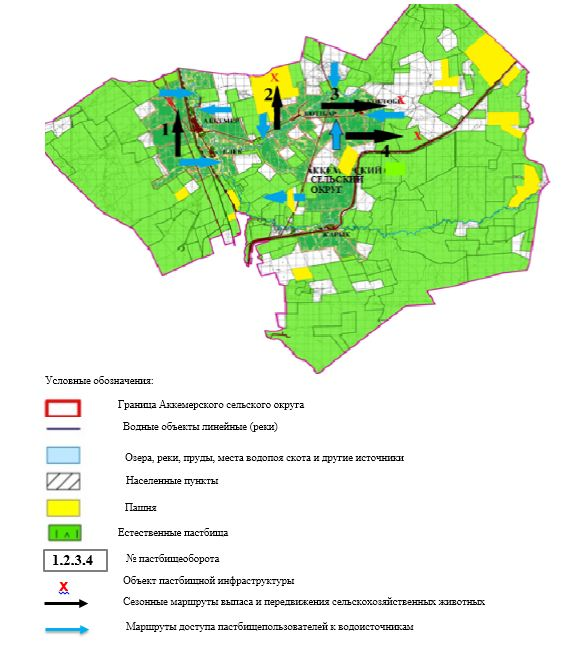 X
2
3
X
X
1
АККЕМЕР
4
X
АККЕМЕРСКИЙ
СЕЛЬСКИЙ
ОКРУГ
Условные обозначения:
Граница Аккемерского сельского округа
Водные объекты линейные (реки)
Озера, реки, пруды, места водопоя скота и другие источники
Населенные пункты
Пашня
Естественные пастбища
1.2.3.4 № пастбищеоборота
X Объект пастбищной инфраструктуры
Сезонные маршруты выпаса и передвижения сельскохозяйственных животных
Маршруты доступа пастбищепользователей к водоисточникам